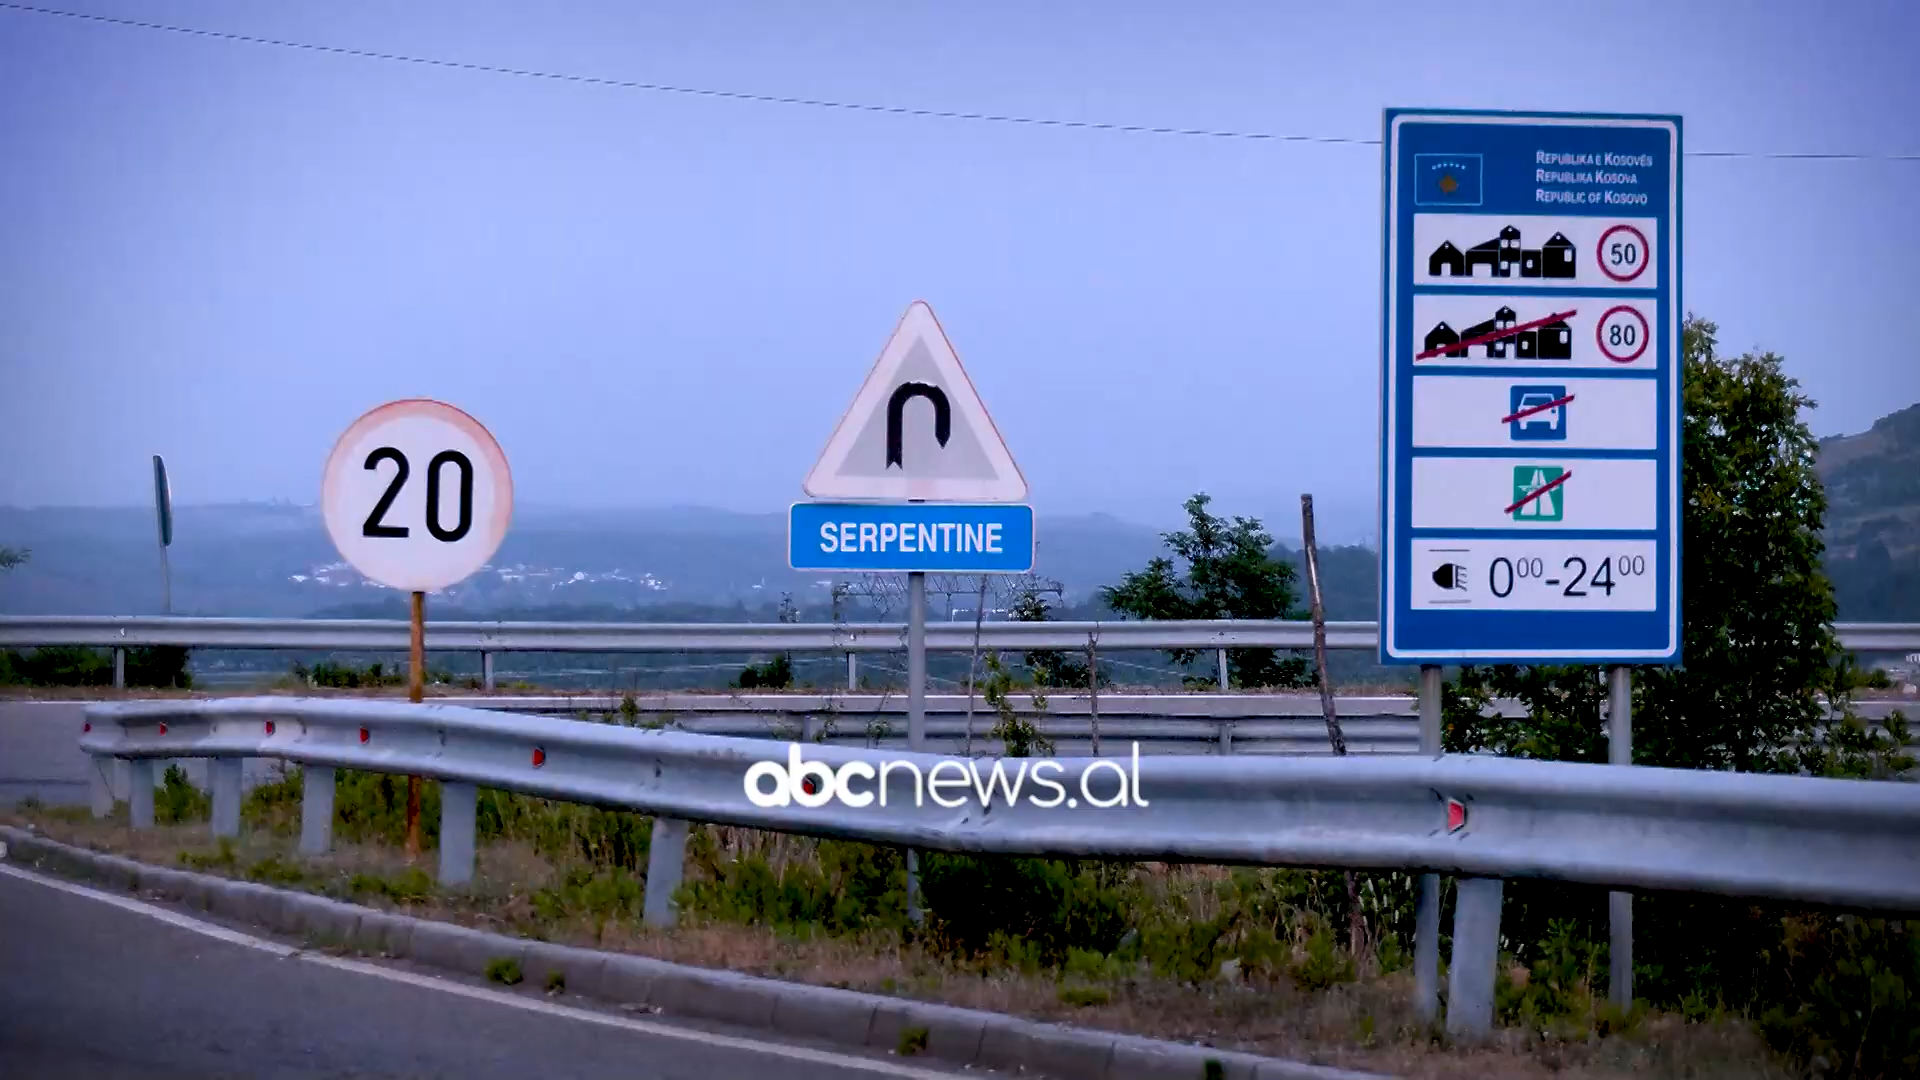 20
SERPENTINE
REPUBLIKA E KOSOVËS
REPUBLIKA KOSOVA
REPUBLIC OF KOSOVO
50
80
0⁰⁰-24⁰⁰
abcnews.al